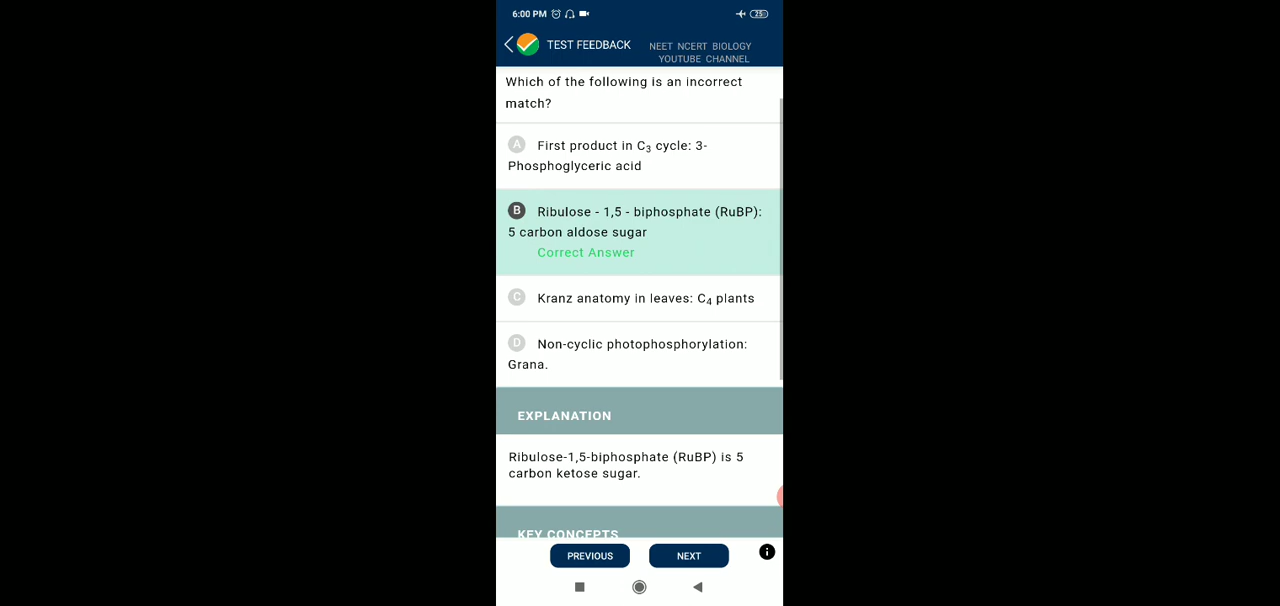 6:00 PM 25
TEST FEEDBACK
NEET NCERT BIOLOGY
YOUTUBE CHANNEL
Which of the following is an incorrect
match?
A First product in C₃ cycle: 3-
Phosphoglyceric acid
B Ribulose - 1,5 - biphosphate (RuBP):
5 carbon aldose sugar
Correct Answer
C Kranz anatomy in leaves: C₄ plants
D Non-cyclic photophosphorylation:
Grana.
EXPLANATION
Ribulose-1,5-biphosphate (RuBP) is 5
carbon ketose sugar.
KEY CONCEPTS
PREVIOUS NEXT i